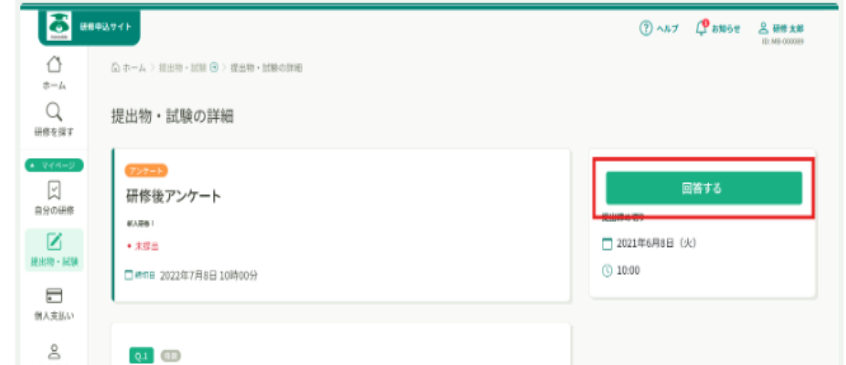 研修申込サイト
ヘルプ
お知らせ
研修 太郎
ID: MB-000089
ホーム
ホーム 〉 提出物・試験 〉 提出物・試験の詳細
研修を探す
提出物・試験の詳細
マイページ
自分の研修
提出物・試験
個人支払い
アンケート
研修後アンケート
• 未提出
締切日 2022年7月8日 10時00分
回答する
2021年6月8日（火）
10:00
Q.1